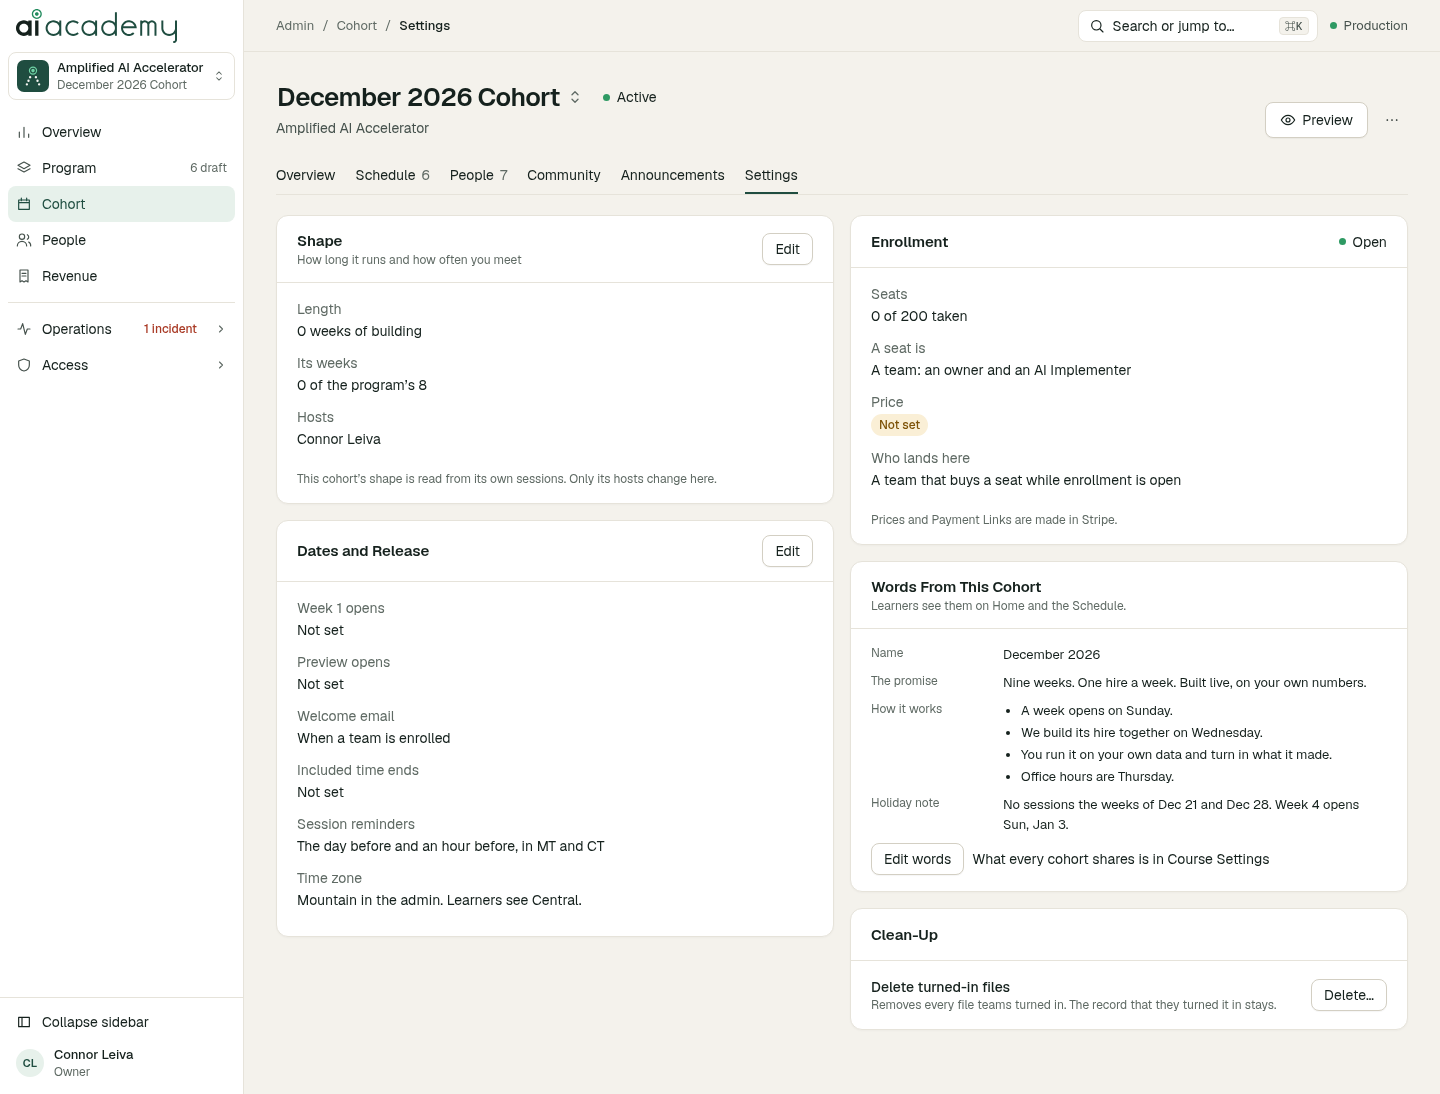 ai academy
Amplified AI Accelerator
December 2026 Cohort
Overview
Program 6 draft
Cohort
People
Revenue
Operations 1 incident
Access
Collapse sidebar
CL
Connor Leiva
Owner
Admin / Cohort / Settings
Search or jump to… ⌘K
Production
December 2026 Cohort
Active
Amplified AI Accelerator
Preview
Overview Schedule 6 People 7 Community Announcements Settings
Shape
How long it runs and how often you meet
Edit
Length
0 weeks of building
Its weeks
0 of the program's 8
Hosts
Connor Leiva
This cohort's shape is read from its own sessions. Only its hosts change here.
Dates and Release
Edit
Week 1 opens
Not set
Preview opens
Not set
Welcome email
When a team is enrolled
Included time ends
Not set
Session reminders
The day before and an hour before, in MT and CT
Time zone
Mountain in the admin. Learners see Central.
Enrollment
Open
Seats
0 of 200 taken
A seat is
A team: an owner and an AI Implementer
Price
Not set
Who lands here
A team that buys a seat while enrollment is open
Prices and Payment Links are made in Stripe.
Words From This Cohort
Learners see them on Home and the Schedule.
Name December 2026
The promise Nine weeks. One hire a week. Built live, on your own numbers.
How it works
• A week opens on Sunday.
• We build its hire together on Wednesday.
• You run it on your own data and turn in what it made.
• Office hours are Thursday.
Holiday note No sessions the weeks of Dec 21 and Dec 28. Week 4 opens
Sun, Jan 3.
Edit words What every cohort shares is in Course Settings
Clean-Up
Delete turned-in files
Removes every file teams turned in. The record that they turned it in stays.
Delete…